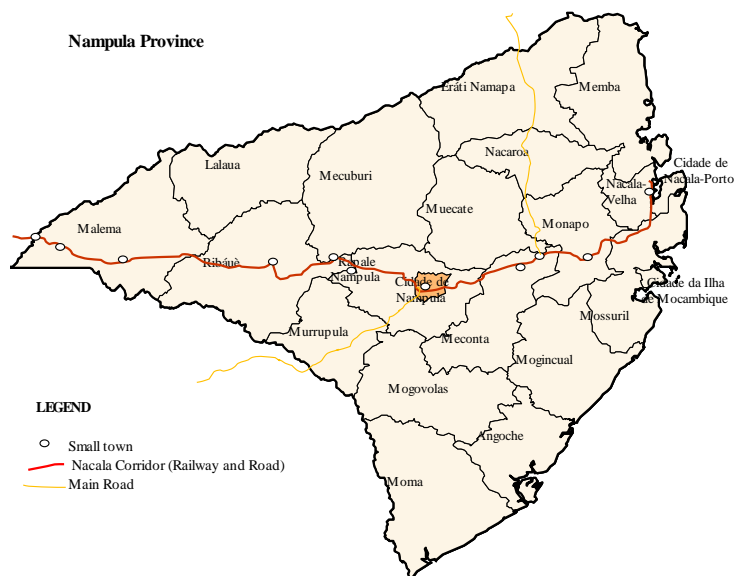 Nampula Province
Eráti Namapa
Memba
Lalaua
Mecuburi
Nacaroa
Cidade de
Nacala-Porto
Nacala-
Velha
Muecate
Monapo
Malema
Ribáuè
Rapale
Nampula
Cidade de
Nampula
Cidade da Ilha
de Mocambique
Mossuril
Murrupula
Meconta
Mogincual
Mogovolas
Angoche
Moma
LEGEND
Small town
Nacala Corridor (Railway and Road)
Main Road